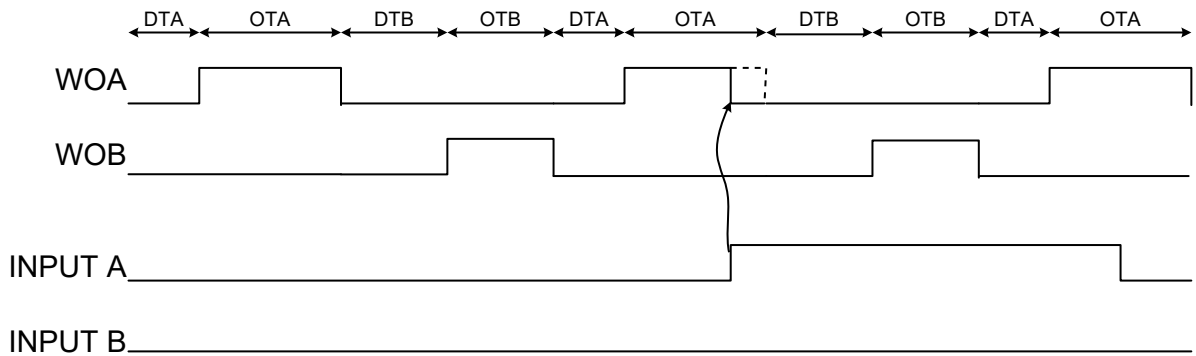 DTA OTA DTB OTB DTA OTA DTB OTB DTA OTA
WOA
WOB
INPUT A
INPUT B